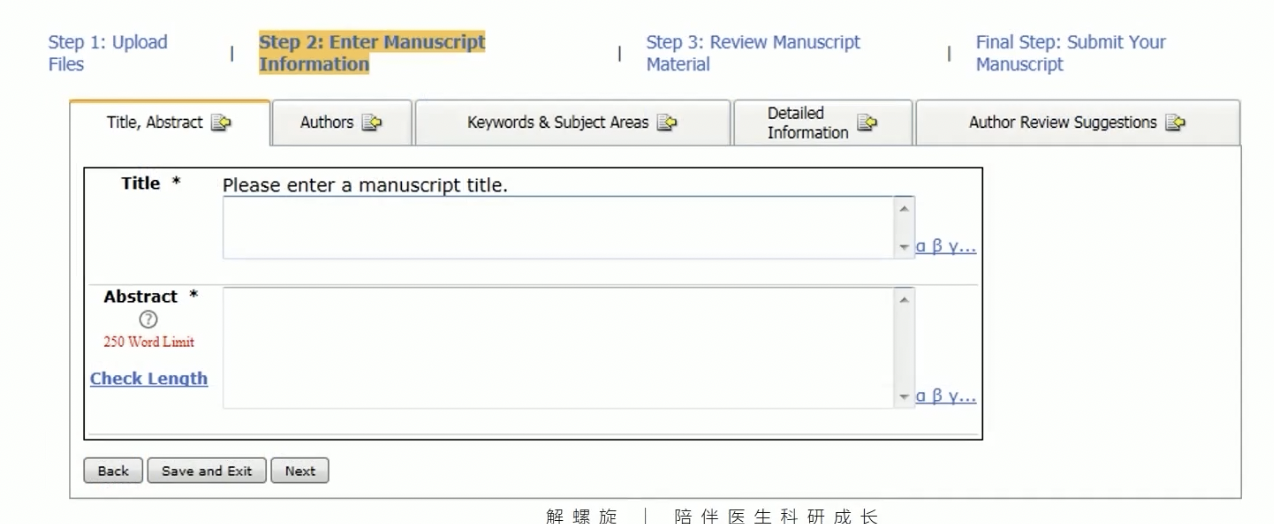 Step 1: Upload Files | Step 2: Enter Manuscript Information | Step 3: Review Manuscript Material | Final Step: Submit Your Manuscript
Title, Abstract Authors Keywords & Subject Areas Detailed Information Author Review Suggestions
Title * Please enter a manuscript title.
α β γ...
Abstract *
?
250 Word Limit
Check Length
α β γ...
Back Save and Exit Next
解螺旋 | 陪伴医生科研成长